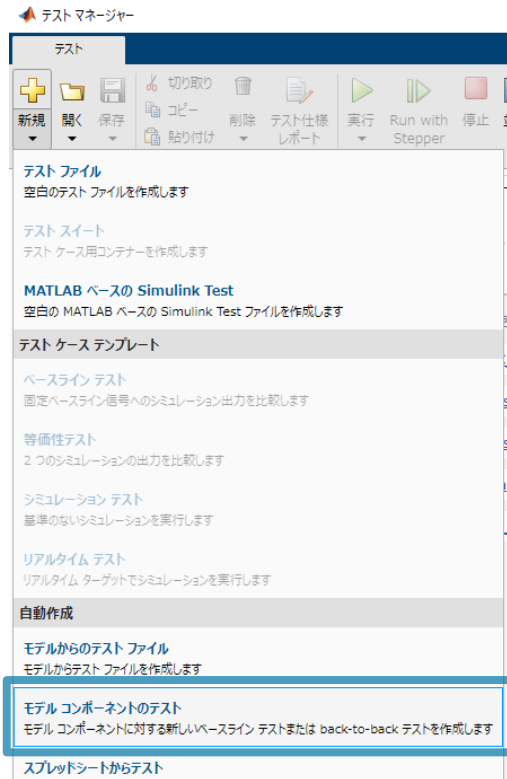 テスト マネージャー
テスト
新規
開く
保存
切り取り
コピー
貼り付け
削除
テスト仕様
レポート
実行
Run with
Stepper
停止
テスト ファイル
空白のテスト ファイルを作成します
テスト スイート
テスト ケース用コンテナーを作成します
MATLAB ベースの Simulink Test
空白の MATLAB ベースの Simulink Test ファイルを作成します
テスト ケース テンプレート
ベースライン テスト
固定ベースライン信号へのシミュレーション出力を比較します
等価性テスト
2 つのシミュレーションの出力を比較します
シミュレーション テスト
基準のないシミュレーションを実行します
リアルタイム テスト
リアルタイム ターゲットでシミュレーションを実行します
自動作成
モデルからのテスト ファイル
モデルからテスト ファイルを作成します
モデル コンポーネントのテスト
モデル コンポーネントに対する新しいベースライン テストまたは back-to-back テストを作成します
スプレッドシートからテスト